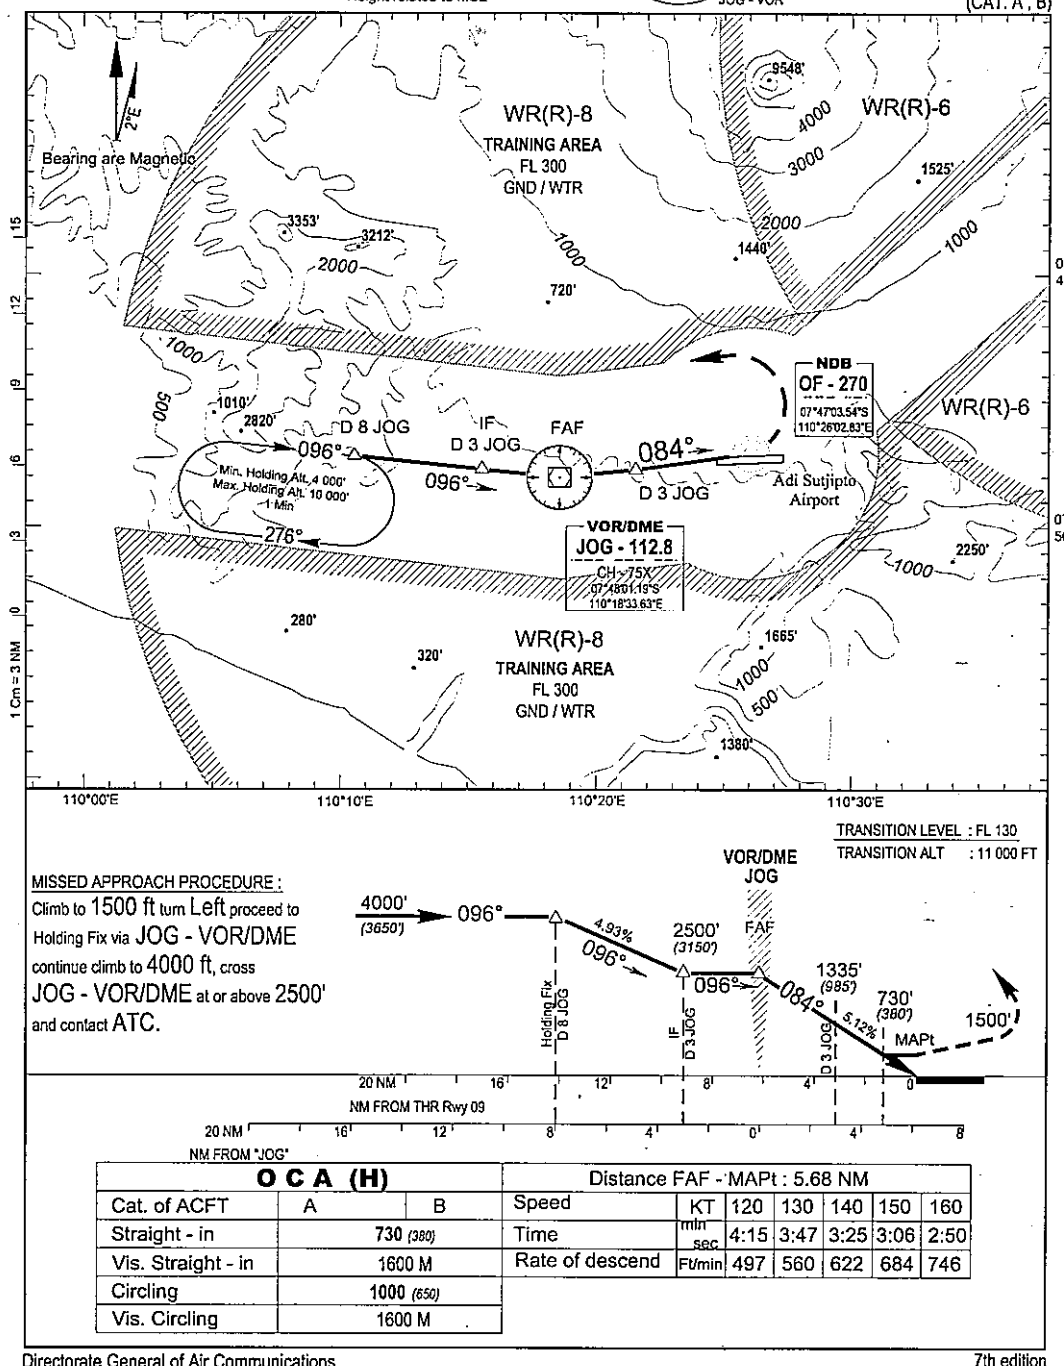 JOG - VOR
(CAT. A , B)
2°E
Bearing are Magnetic
9548'
4000
3000
2000
1000
WR(R)-8
TRAINING AREA
FL 300
GND / WTR
WR(R)-6
1525'
1440'
1000
3353'
3212'
2000
720'
1000
500
1010'
2820'
D 8 JOG
IF
D 3 JOG
FAF
NDB
OF - 270
07°47'03.54"S
110°26'02.83"E
WR(R)-6
096°
096°
084°
D 3 JOG
Adi Sutjipto
Airport
Min. Holding Alt. 4 000'
Max. Holding Alt. 10 000'
1 Min
276°
VOR/DME
JOG - 112.8
CH - 75X
07°48'01.19"S
110°18'33.63"E
2250'
1000
280'
320'
WR(R)-8
TRAINING AREA
FL 300
GND / WTR
1665'
1000
500
1380'
15
12
9
6
3
0
1 Cm = 3 NM
110°00'E 110°10'E 110°20'E 110°30'E
TRANSITION LEVEL : FL 130
TRANSITION ALT : 11 000 FT
MISSED APPROACH PROCEDURE :
Climb to 1500 ft turn Left proceed to
Holding Fix via JOG - VOR/DME
continue climb to 4000 ft, cross
JOG - VOR/DME at or above 2500'
and contact ATC.
VOR/DME
JOG
FAF
4000'
(3650')
096°
4.93%
096°
2500'
(3150')
096°
084°
5.12%
1335'
(985')
730'
(380')
MAPt
1500'
Holding Fix
D 8 JOG
IF
D 3 JOG
D 3 JOG
20 NM 16 12 8 4 0
NM FROM THR Rwy 09
20 NM 16 12 8 4 0 4 8
NM FROM "JOG"
O C A (H)
Cat. of ACFT A B
Straight - in 730 (380)
Vis. Straight - in 1600 M
Circling 1000 (650)
Vis. Circling 1600 M
Distance FAF - MAPt : 5.68 NM
Speed KT 120 130 140 150 160
Time min sec 4:15 3:47 3:25 3:06 2:50
Rate of descend Ft/min 497 560 622 684 746
Directorate General of Air Communications 7th edition